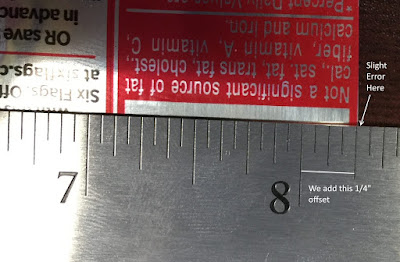 *Percent Daily Values
calcium and iron.
fiber, vitamin A, vitamin C,
cal., sat. fat, trans fat, cholest.,
Not a significant source of fat
OR save
in advanc
at sixflags.c
Six Flags. Off
Slight
Error
Here
7
8
We add this 1/4"
offset